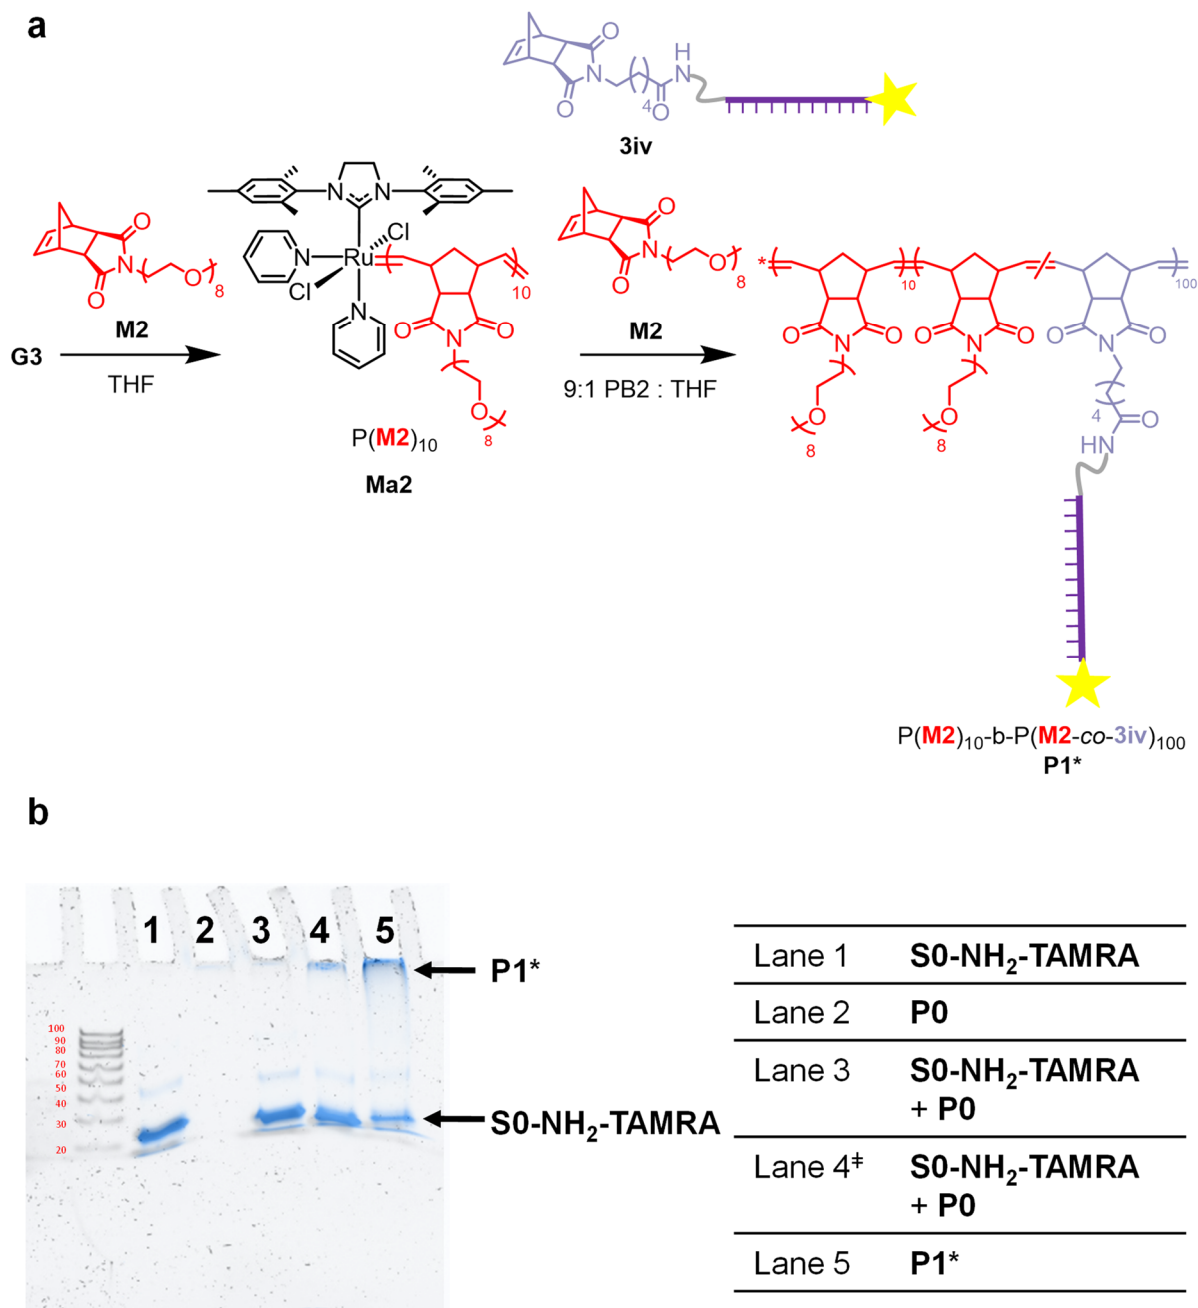 a
O
N
O
( )4
O
H
N
3iv
O
N
O
( O )8
M2
G3
THF
N N
Cl
N
Ru
Cl
N
10
O N O
O
8
P(M2)10
Ma2
O
N
O
( O )8
M2
9:1 PB2 : THF
*
10
100
O N O
O N O
O N O
O
8
O
8
4
O
HN
P(M2)10-b-P(M2-co-3iv)100
P1*
b
1 2 3 4 5
P1*
100
90
80
70
60
50
40
30
20
S0-NH2-TAMRA
Lane 1 S0-NH2-TAMRA
Lane 2 P0
Lane 3 S0-NH2-TAMRA
+ P0
Lane 4ǂ S0-NH2-TAMRA
+ P0
Lane 5 P1*